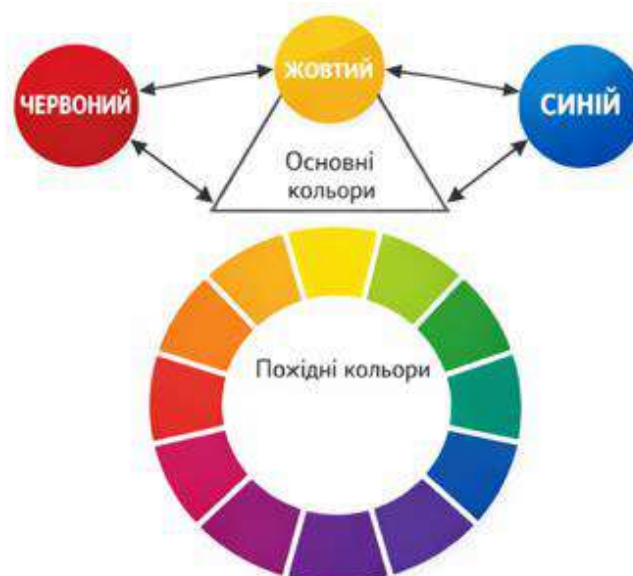 ЧЕРВОНИЙ
ЖОВТИЙ
СИНІЙ
Основні
кольори
Похідні кольори